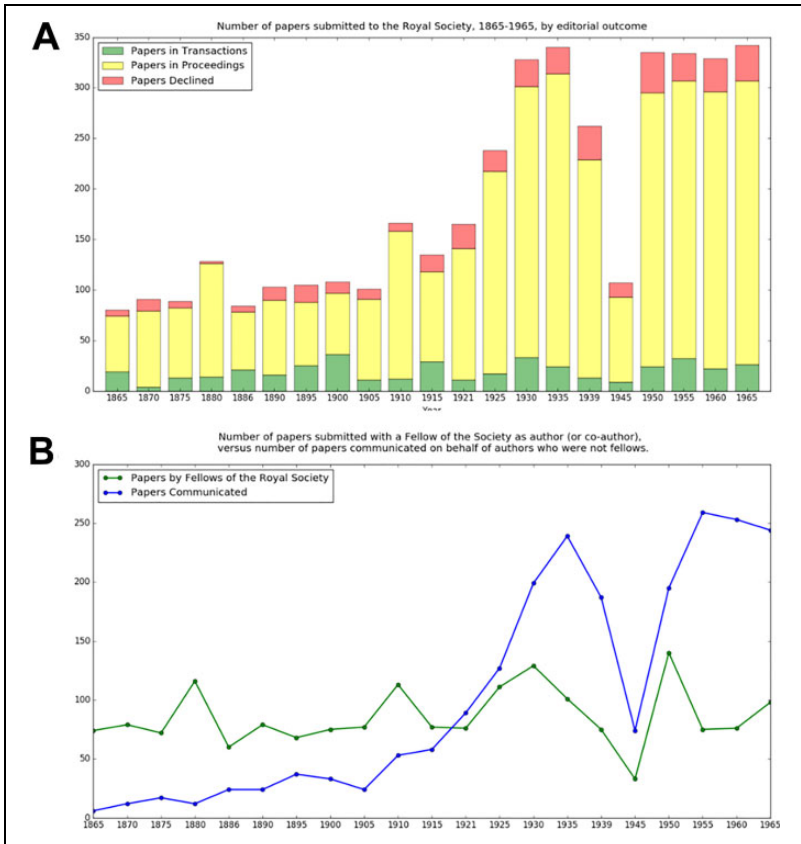 A
Number of papers submitted to the Royal Society, 1865-1965, by editorial outcome
350
Papers in Transactions
Papers in Proceedings
Papers Declined
300
250
200
150
100
50
0
1865 1870 1875 1880 1886 1890 1895 1900 1905 1910 1915 1921 1925 1930 1935 1939 1945 1950 1955 1960 1965
Year
B
Number of papers submitted with a Fellow of the Society as author (or co-author),
versus number of papers communicated on behalf of authors who were not fellows.
300
Papers by Fellows of the Royal Society
Papers Communicated
250
200
150
100
50
0
1865 1870 1875 1880 1886 1890 1895 1900 1905 1910 1915 1921 1925 1930 1935 1939 1945 1950 1955 1960 1965